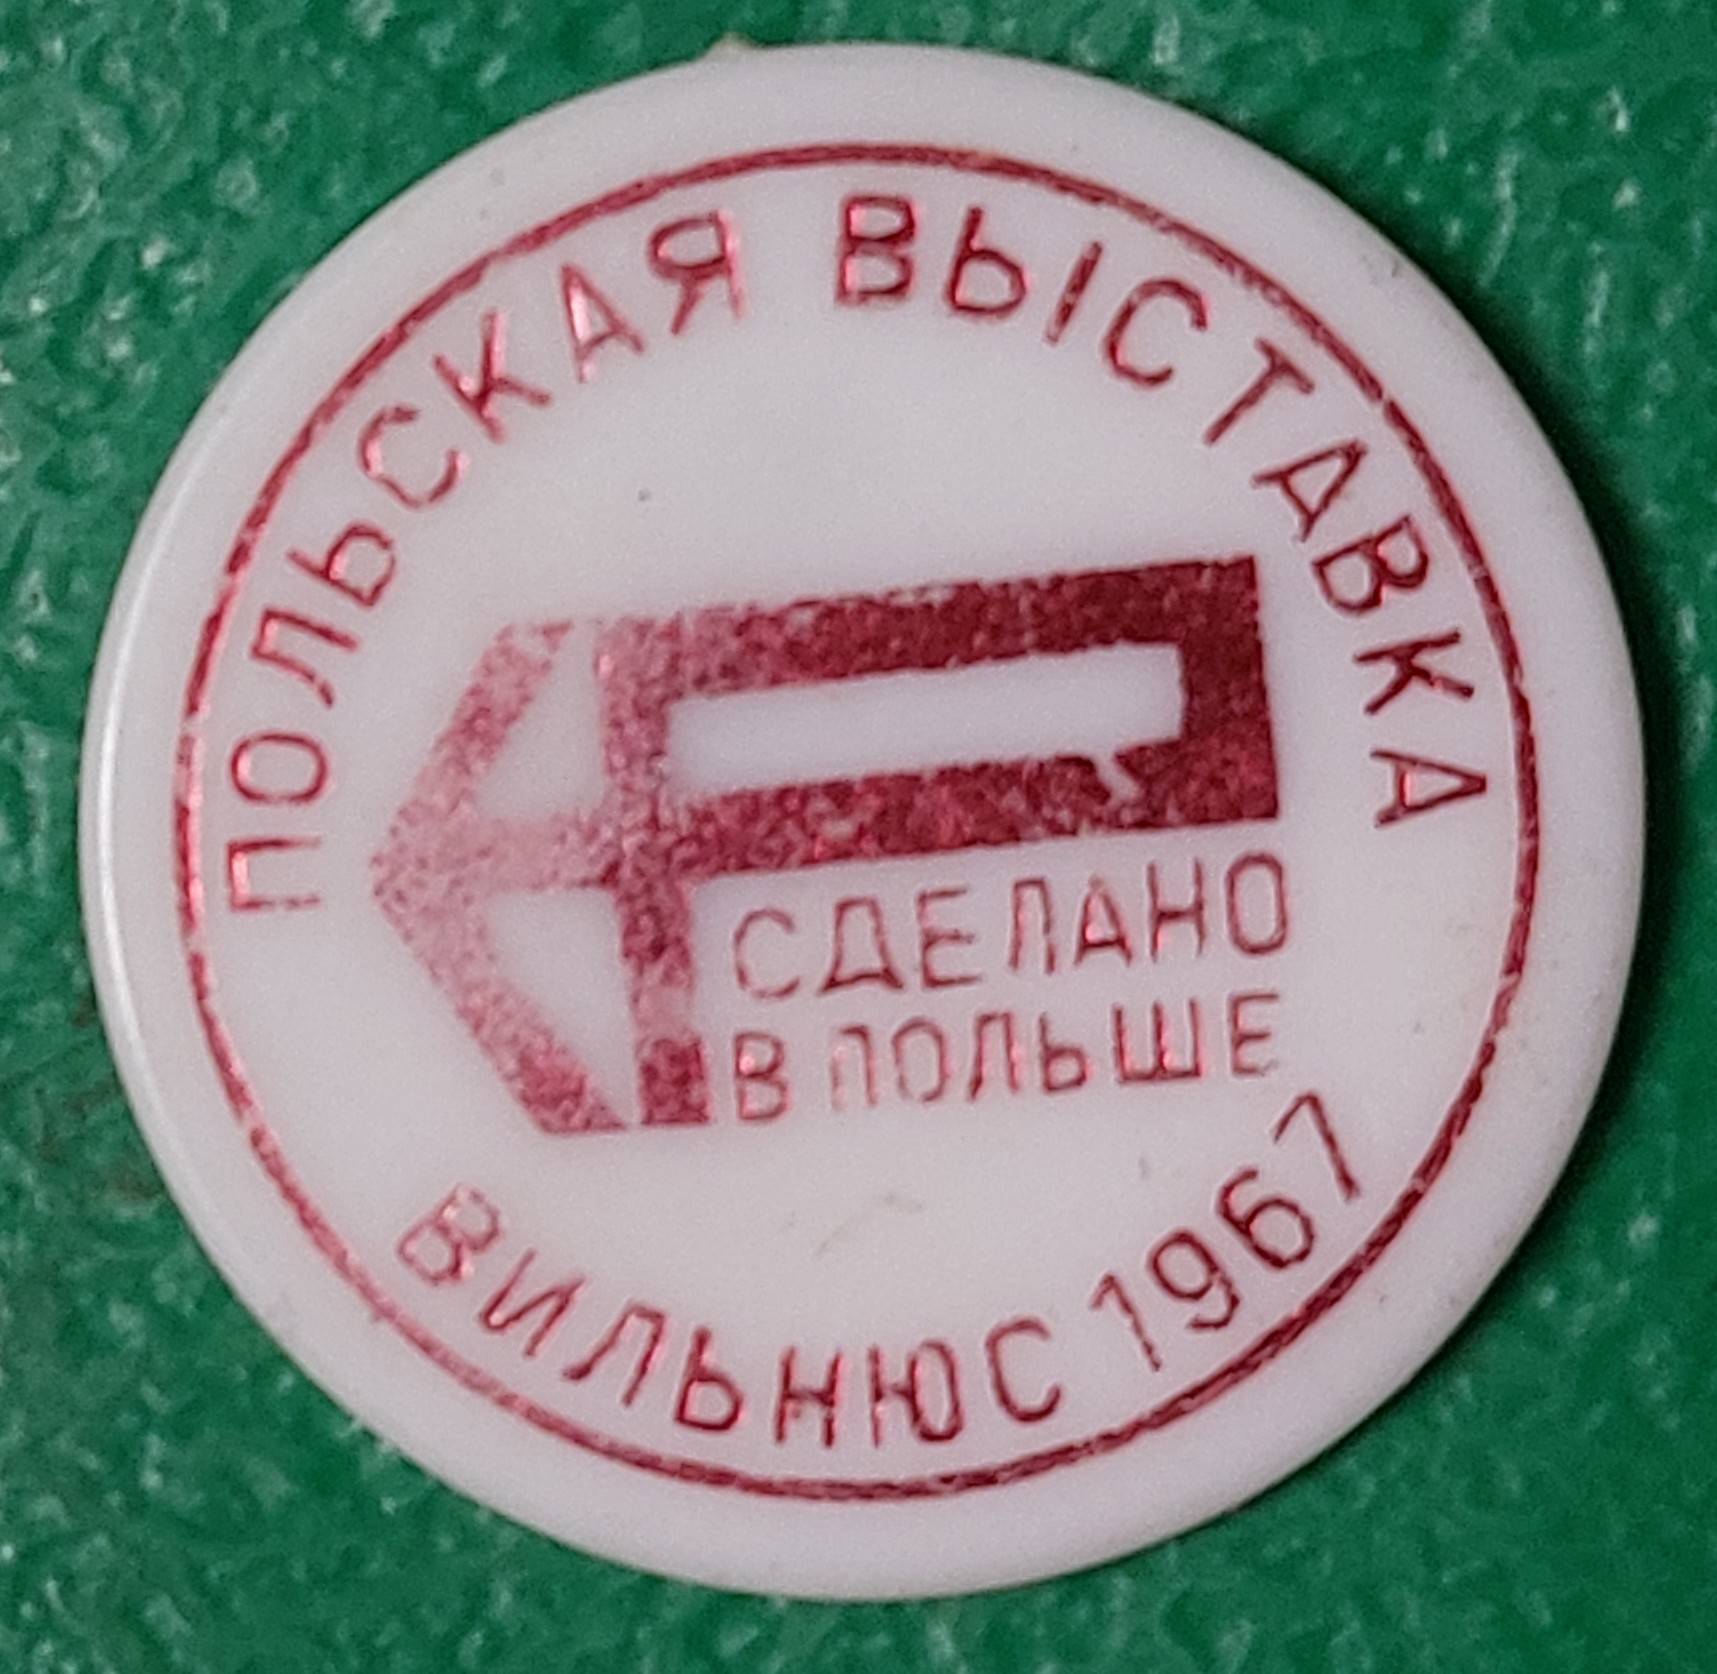 ПОЛЬСКАЯ ВЫСТАВКА
СДЕЛАНО
В ПОЛЬШЕ
ВИЛЬНЮС 1967